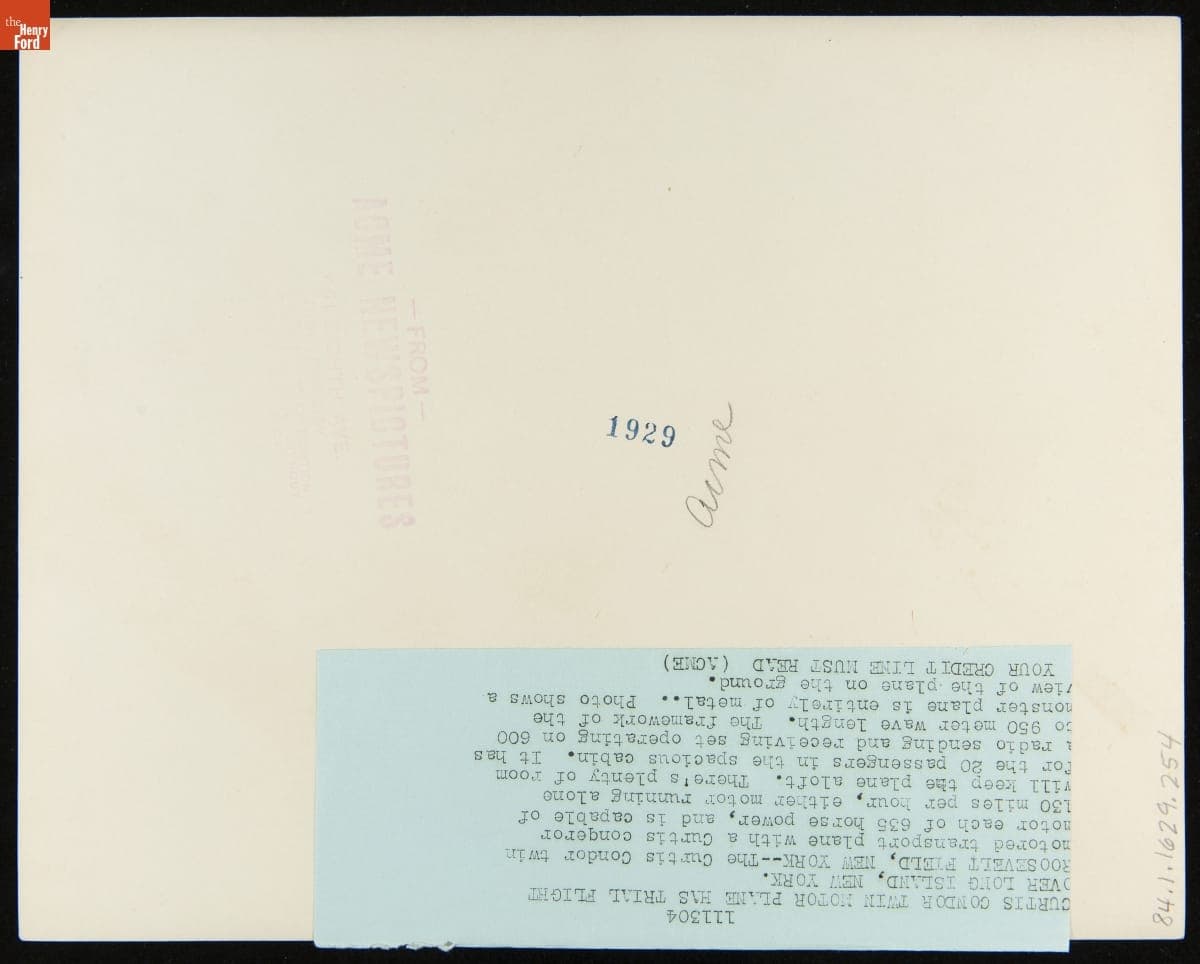 the
Henry
Ford
—FROM—
ACME NEWSPICTURES
AVE.
1929
acme
111304
CURTIS CONDOR TWIN MOTOR PLANE HAS TRIAL FLIGHT
OVER LONG ISLAND, NEW YORK.
ROOSEVELT FIELD, NEW YORK--The Curtis Condor twin
motored transport plane with a Curtis conqeror
motor each of 635 horse power, and is capable of
130 miles per hour, either motor running alone
will keep the plane aloft. There's plenty of room
for the 20 passengers in the spacious cabin. It has
a radio sending and receiving set operating on 600
to 950 meter wave length. The framework of the
monster plane is entirely of metal.. Photo shows a
view of the plane on the ground.
YOUR CREDIT LINE MUST READ (ACME)
84.1.1629.254